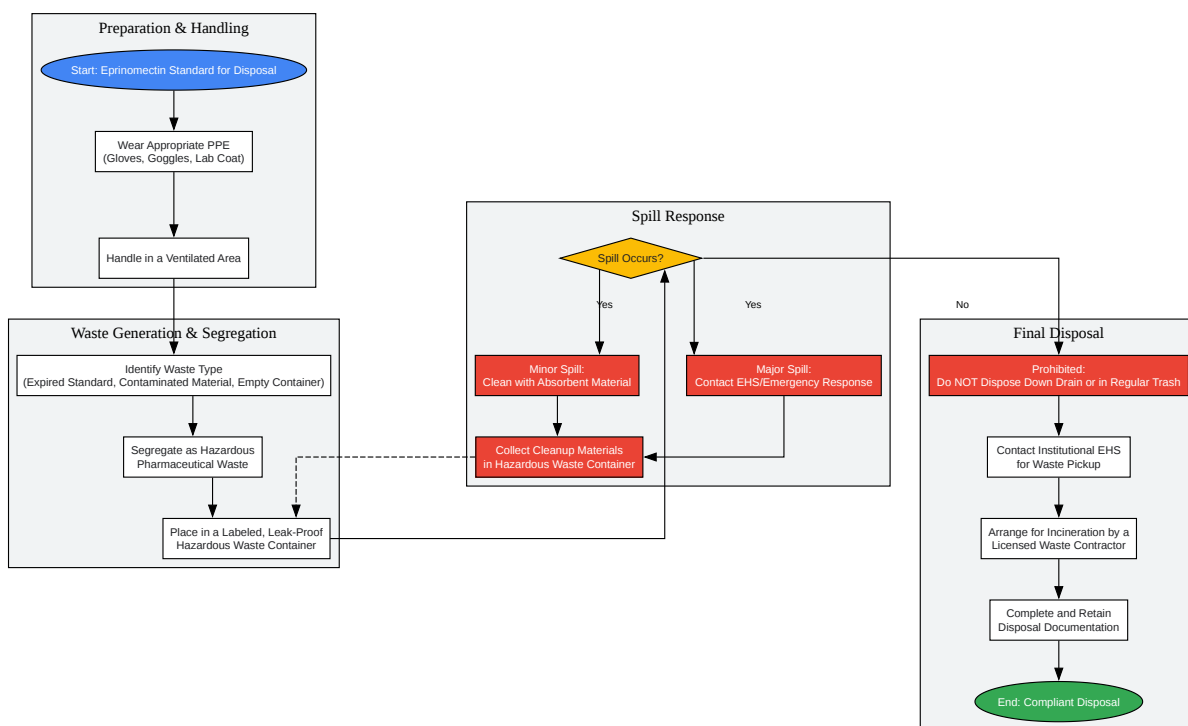 Preparation & Handling
Start: Eprinomectin Standard for Disposal
Wear Appropriate PPE
(Gloves, Goggles, Lab Coat)
Handle in a Ventilated Area
Waste Generation & Segregation
Identify Waste Type
(Expired Standard, Contaminated Material, Empty Container)
Segregate as Hazardous
Pharmaceutical Waste
Place in a Labeled, Leak-Proof
Hazardous Waste Container
Spill Response
Spill Occurs?
Yes
Yes
No
Minor Spill:
Clean with Absorbent Material
Major Spill:
Contact EHS/Emergency Response
Collect Cleanup Materials
in Hazardous Waste Container
Final Disposal
Prohibited:
Do NOT Dispose Down Drain or in Regular Trash
Contact Institutional EHS
for Waste Pickup
Arrange for Incineration by a
Licensed Waste Contractor
Complete and Retain
Disposal Documentation
End: Compliant Disposal